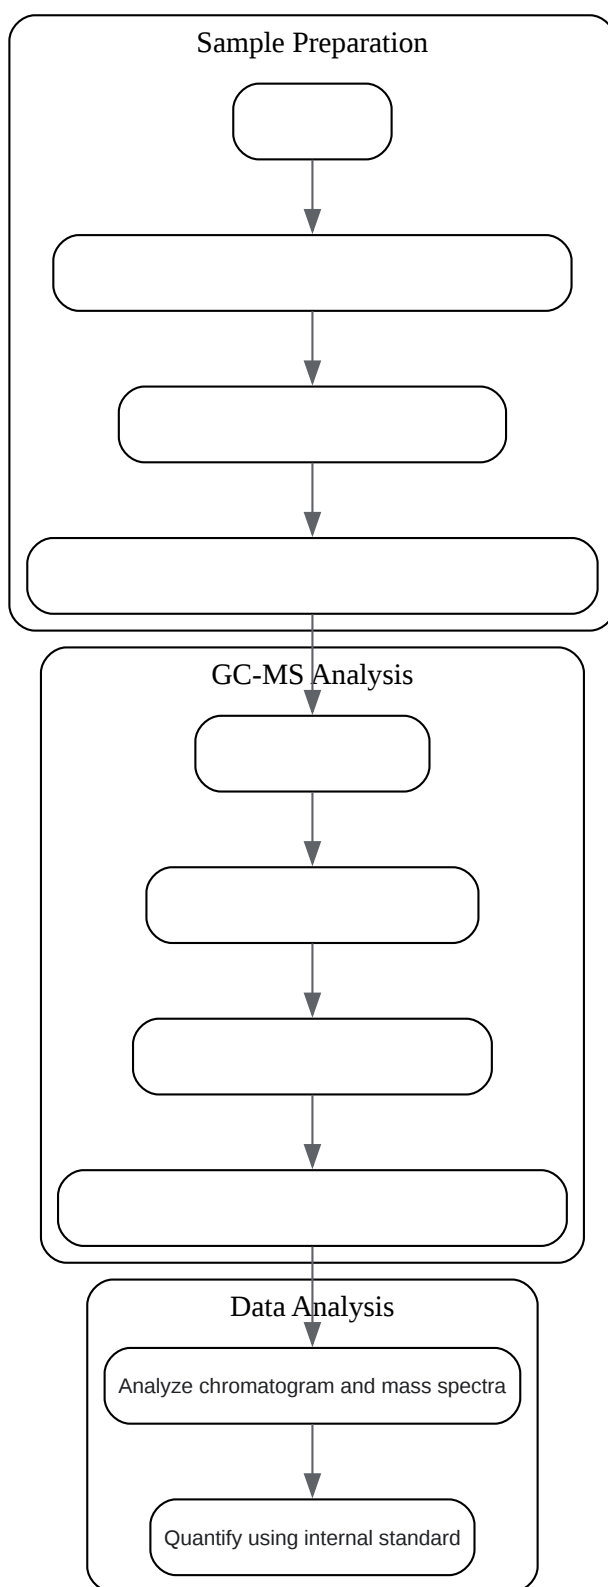 Sample Preparation
GC-MS Analysis
Data Analysis
Analyze chromatogram and mass spectra
Quantify using internal standard